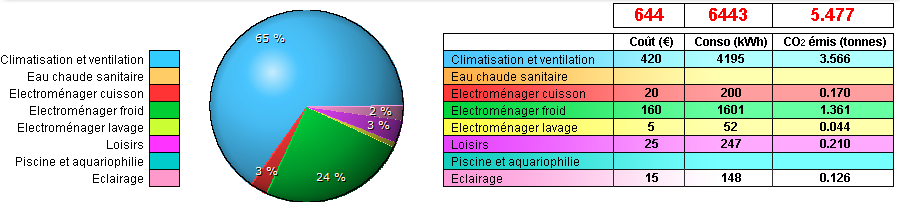 644 6443 5.477
Coût (€) Conso (kWh) CO2 émis (tonnes)
Climatisation et ventilation
Eau chaude sanitaire
Electroménager cuisson
Electroménager froid
Electroménager lavage
Loisirs
Piscine et aquariophilie
Eclairage
65 %
2 %
3 %
3 %
24 %
Climatisation et ventilation 420 4195 3.566
Eau chaude sanitaire
Electroménager cuisson 20 200 0.170
Electroménager froid 160 1601 1.361
Electroménager lavage 5 52 0.044
Loisirs 25 247 0.210
Piscine et aquariophilie
Eclairage 15 148 0.126